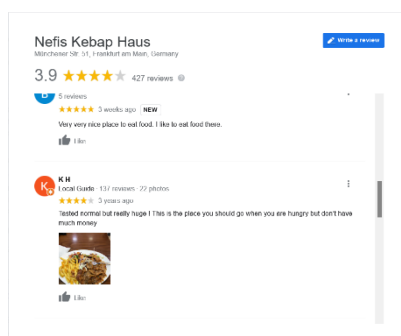 Nefis Kebap Haus
Write a review
Münchener Str. 51, Frankfurt am Main, Germany
3.9 427 reviews
5 reviews
3 weeks ago NEW
Very very nice place to eat food. I like to eat food there.
Like
K H
Local Guide · 137 reviews · 22 photos
3 years ago
Tasted normal but really huge ! This is the place you should go when you are hungry but don't have
much money
Like